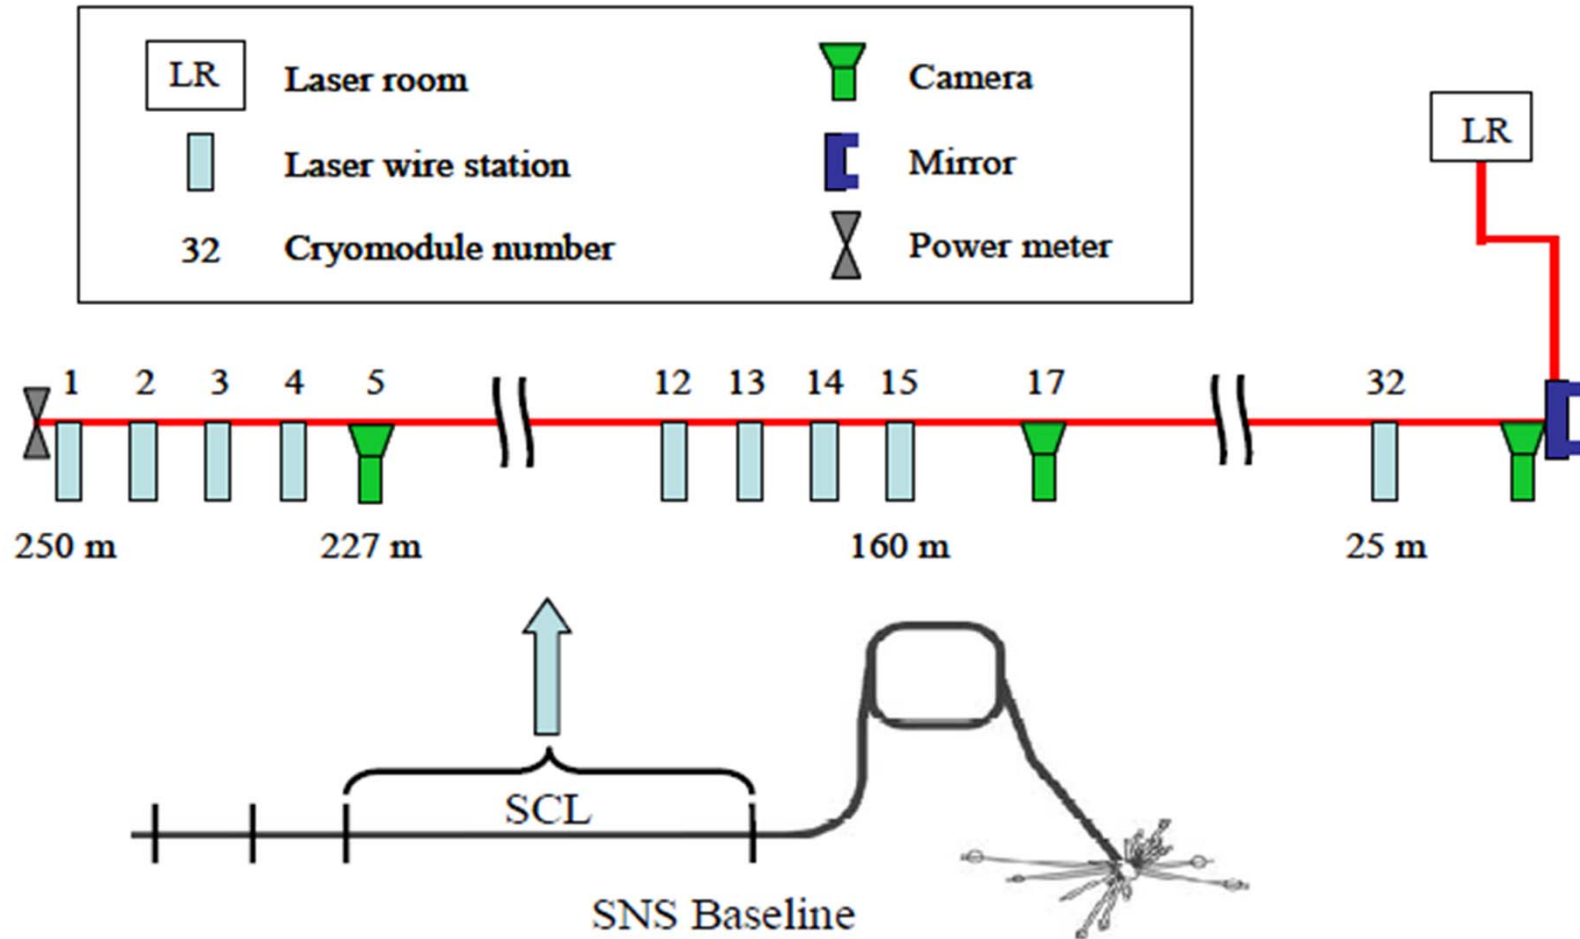 LR Laser room Camera
Laser wire station Mirror
32 Cryomodule number Power meter
LR
1 2 3 4 5 12 13 14 15 17 32
250 m 227 m 160 m 25 m
SCL
SNS Baseline